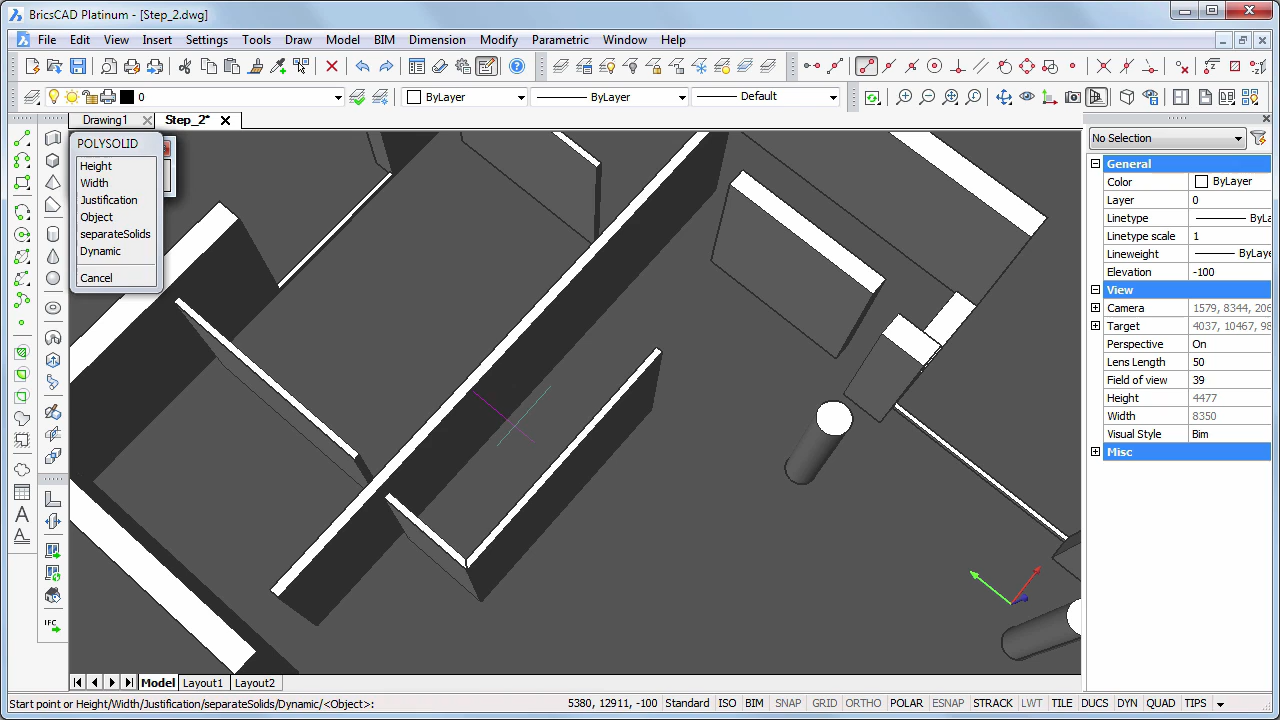 BricsCAD Platinum - [Step_2.dwg]
File Edit View Insert Settings Tools Draw Model BIM Dimension Modify Parametric Window Help
0 ByLayer ByLayer Default
Drawing1 Step_2*
POLYSOLID
Height
Width
Justification
Object
separateSolids
Dynamic
Cancel
IFC
No Selection
General
Color ByLayer
Layer 0
Linetype ByLa
Linetype scale 1
Lineweight ByLaye
Elevation -100
View
Camera 1579, 8344, 206
Target 4037, 10467, 98
Perspective On
Lens Length 50
Field of view 39
Height 4477
Width 8350
Visual Style Bim
Misc
Model Layout1 Layout2
Start point or Height/Width/Justification/separateSolids/Dynamic/<Object>: 5380, 12911, -100 Standard ISO BIM SNAP GRID ORTHO POLAR ESNAP STRACK LWT TILE DUCS DYN QUAD TIPS